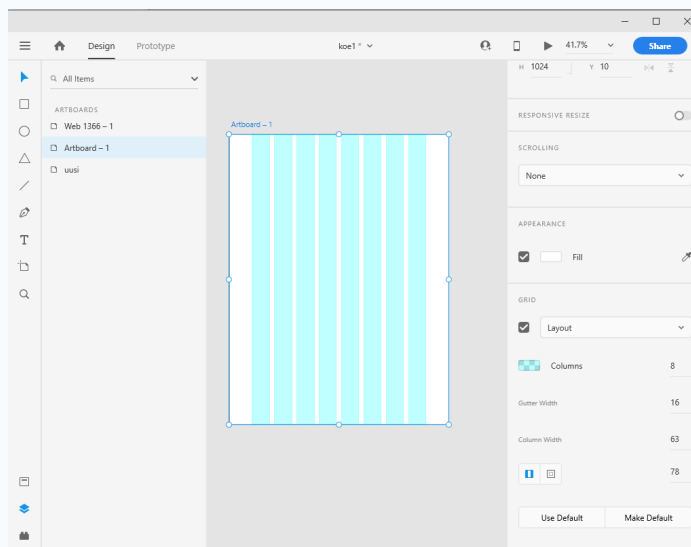 Design
Prototype
koe1 *
41.7%
Share
All Items
ARTBOARDS
Web 1366 – 1
Artboard – 1
uusi
Artboard – 1
H 1024
Y 10
RESPONSIVE RESIZE
SCROLLING
None
APPEARANCE
Fill
GRID
Layout
Columns 8
Gutter Width 16
Column Width 63
78
Use Default
Make Default
T